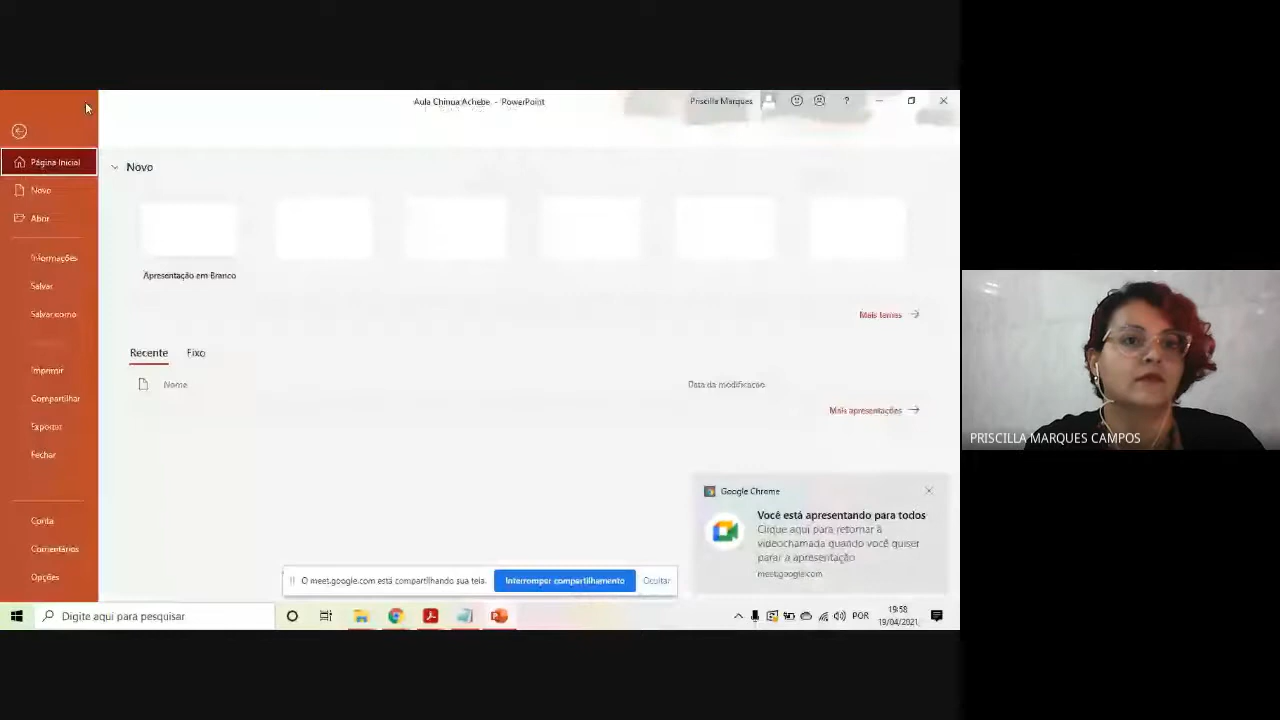 Aula Chinua Achebe - PowerPoint
Priscilla Marques
?
Página Inicial
Novo
Abrir
Informações
Salvar
Salvar como
Imprimir
Compartilhar
Exportar
Fechar
Conta
Comentários
Opções
Novo
Apresentação em Branco
Mais temas
Recente
Fixo
Nome
Data da modificação
Mais apresentações
Google Chrome
Você está apresentando para todos
Clique aqui para retornar à
videochamada quando você quiser
parar a apresentação
meet.google.com
O meet.google.com está compartilhando sua tela.
Interromper compartilhamento
Ocultar
Digite aqui para pesquisar
POR
19:58
19/04/2021
PRISCILLA MARQUES CAMPOS